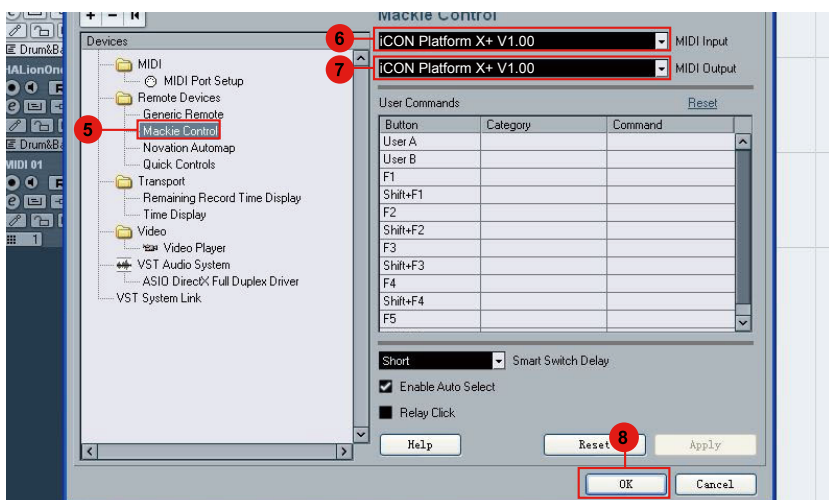 Mackie Control
Devices
MIDI
MIDI Port Setup
Remote Devices
Generic Remote
Mackie Control
Novation Automap
Quick Controls
Transport
Remaining Record Time Display
Time Display
Video
Video Player
VST Audio System
ASIO DirectX Full Duplex Driver
VST System Link
5
6
iCON Platform X+ V1.00
MIDI Input
7
iCON Platform X+ V1.00
MIDI Output
User Commands
Reset
Button Category Command
User A
User B
F1
Shift+F1
F2
Shift+F2
F3
Shift+F3
F4
Shift+F4
F5
Short
Smart Switch Delay
Enable Auto Select
Relay Click
Help
Reset
Apply
8
OK
Cancel
Drum&Ba
HALionOn
Drum&Ba
MIDI 01
1